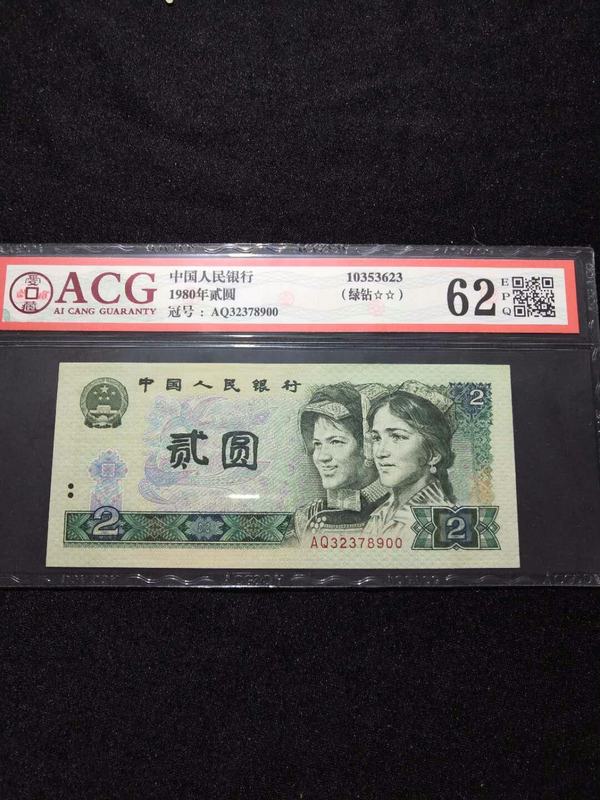 ACG
AI CANG GUARANTY
中国人民银行
1980年贰圆
冠号：AQ32378900
10353623
（绿钻☆☆）
62
E
P
Q
中国人民银行
2
贰圆
2
AQ32378900
2